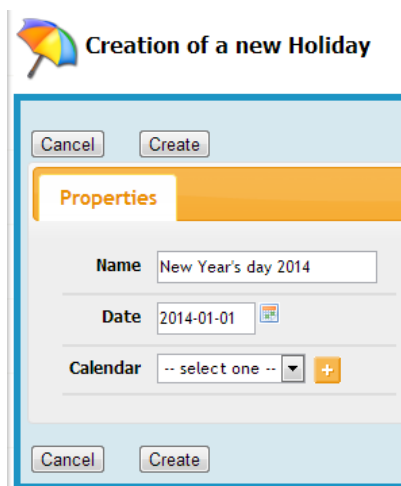 Creation of a new Holiday
Cancel Create
Properties
Name New Year's day 2014
Date 2014-01-01
Calendar -- select one -- +
Cancel Create